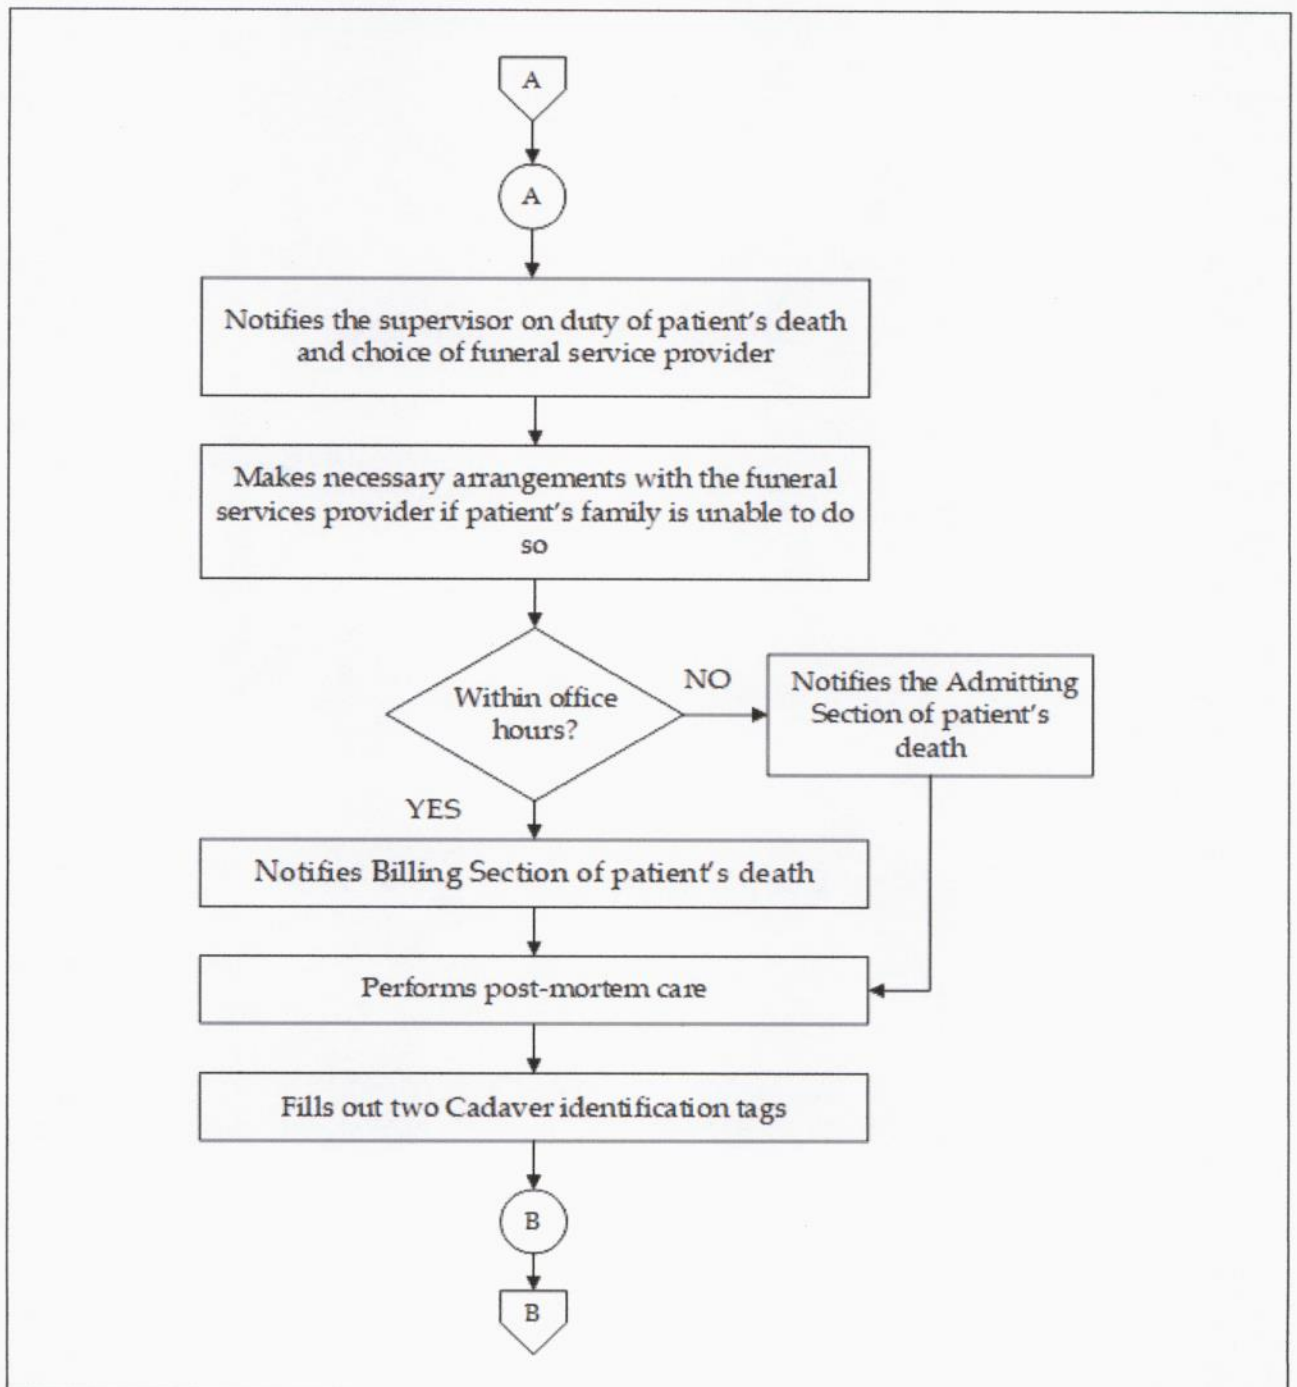 A
A
Notifies the supervisor on duty of patient's death
and choice of funeral service provider
Makes necessary arrangements with the funeral
services provider if patient's family is unable to do
so
Within office
hours?
NO
Notifies the Admitting
Section of patient's
death
YES
Notifies Billing Section of patient's death
Performs post-mortem care
Fills out two Cadaver identification tags
B
B